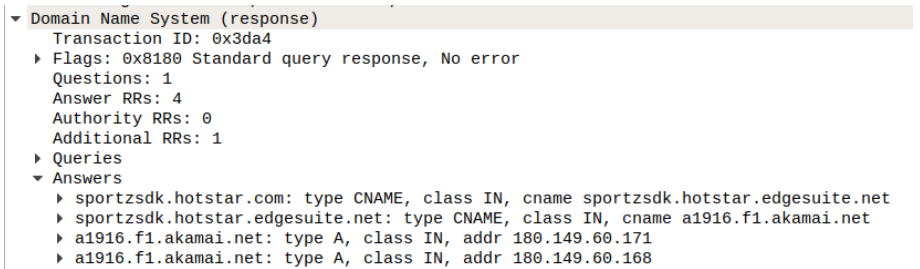 Domain Name System (response)
Transaction ID: 0x3da4
Flags: 0x8180 Standard query response, No error
Questions: 1
Answer RRs: 4
Authority RRs: 0
Additional RRs: 1
Queries
Answers
sportzsdk.hotstar.com: type CNAME, class IN, cname sportzsdk.hotstar.edgesuite.net
sportzsdk.hotstar.edgesuite.net: type CNAME, class IN, cname a1916.f1.akamai.net
a1916.f1.akamai.net: type A, class IN, addr 180.149.60.171
a1916.f1.akamai.net: type A, class IN, addr 180.149.60.168